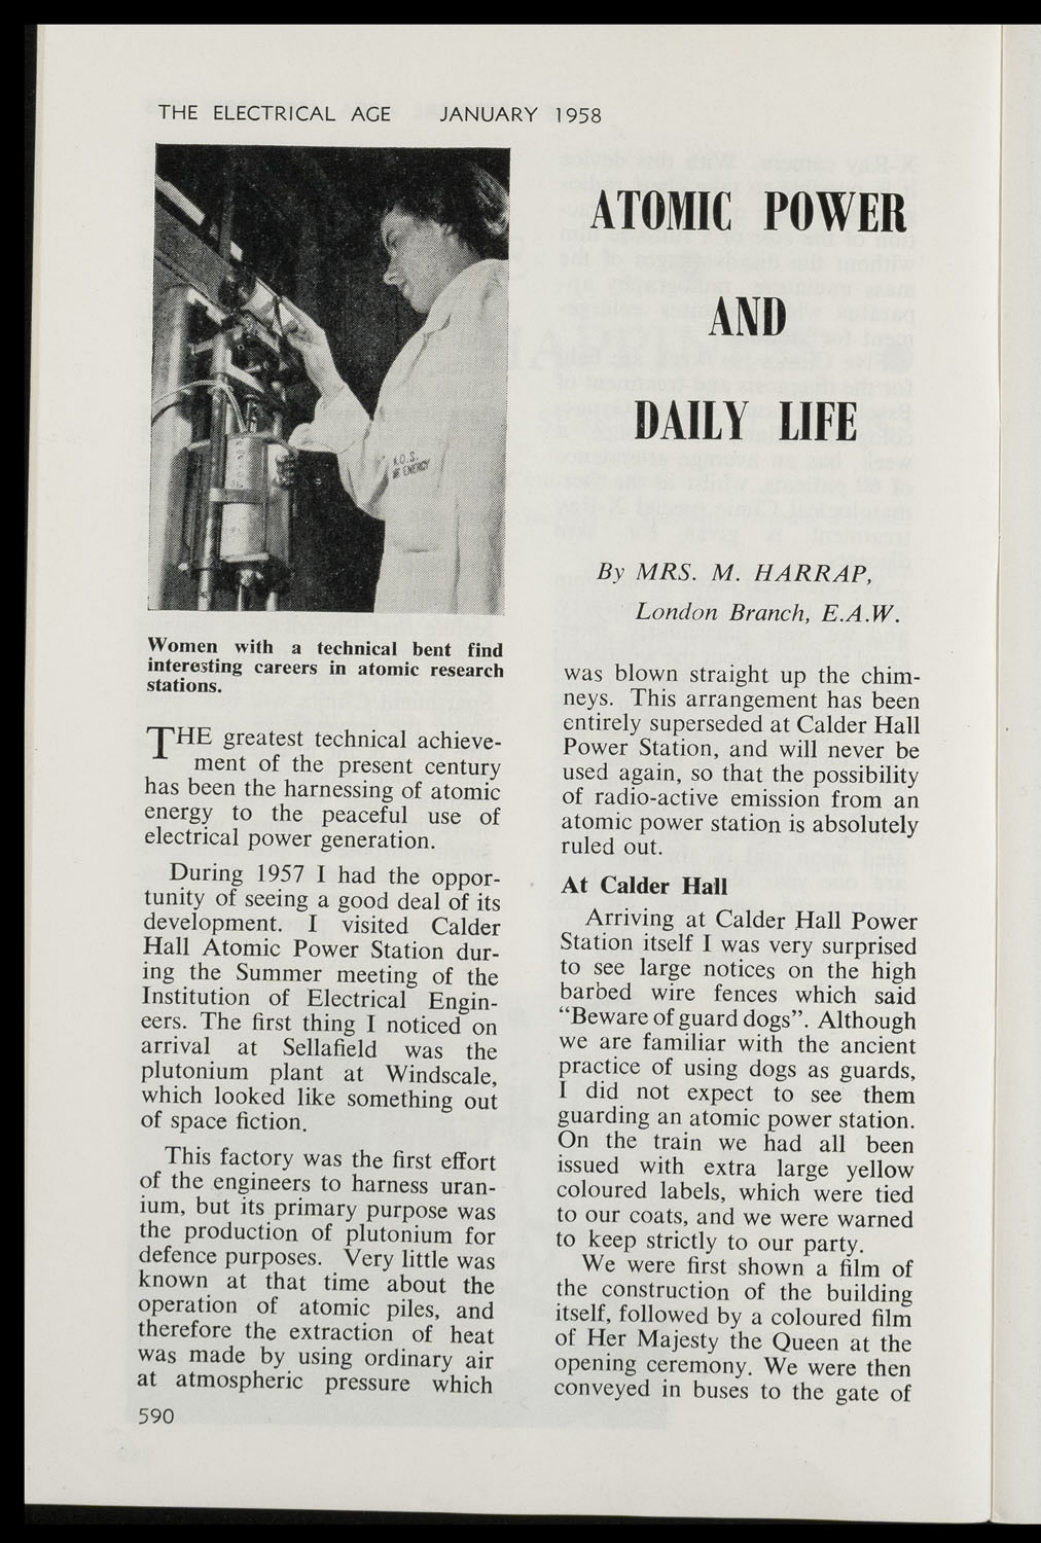 THE ELECTRICAL AGE JANUARY 1958
X.O.S.
OF ENERGY
Women with a technical bent find
interesting careers in atomic research
stations.
ATOMIC POWER
AND
DAILY LIFE
By MRS. M. HARRAP,
London Branch, E.A.W.
THE greatest technical achieve-
ment of the present century
has been the harnessing of atomic
energy to the peaceful use of
electrical power generation.
During 1957 I had the oppor-
tunity of seeing a good deal of its
development. I visited Calder
Hall Atomic Power Station dur-
ing the Summer meeting of the
Institution of Electrical Engin-
eers. The first thing I noticed on
arrival at Sellafield was the
plutonium plant at Windscale,
which looked like something out
of space fiction.
This factory was the first effort
of the engineers to harness uran-
ium, but its primary purpose was
the production of plutonium for
defence purposes. Very little was
known at that time about the
operation of atomic piles, and
therefore the extraction of heat
was made by using ordinary air
at atmospheric pressure which
was blown straight up the chim-
neys. This arrangement has been
entirely superseded at Calder Hall
Power Station, and will never be
used again, so that the possibility
of radio-active emission from an
atomic power station is absolutely
ruled out.
At Calder Hall
Arriving at Calder Hall Power
Station itself I was very surprised
to see large notices on the high
barbed wire fences which said
“Beware of guard dogs”. Although
we are familiar with the ancient
practice of using dogs as guards,
I did not expect to see them
guarding an atomic power station.
On the train we had all been
issued with extra large yellow
coloured labels, which were tied
to our coats, and we were warned
to keep strictly to our party.
We were first shown a film of
the construction of the building
itself, followed by a coloured film
of Her Majesty the Queen at the
opening ceremony. We were then
conveyed in buses to the gate of
590